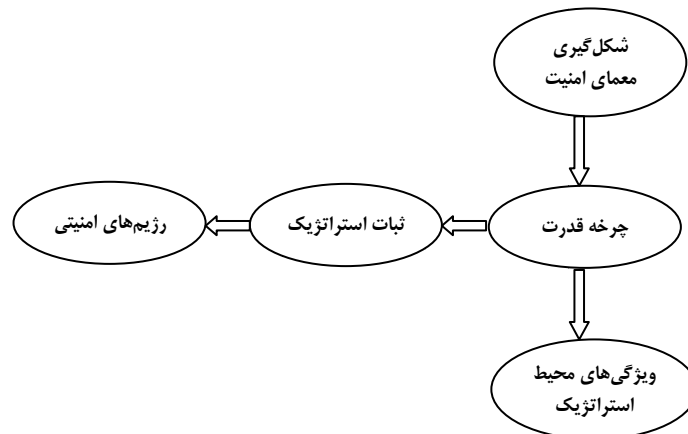 شکل‌گیری
معمای امنیت
چرخه قدرت
ثبات استراتژیک
رژیم‌های امنیتی
ویژگی‌های محیط
استراتژیک